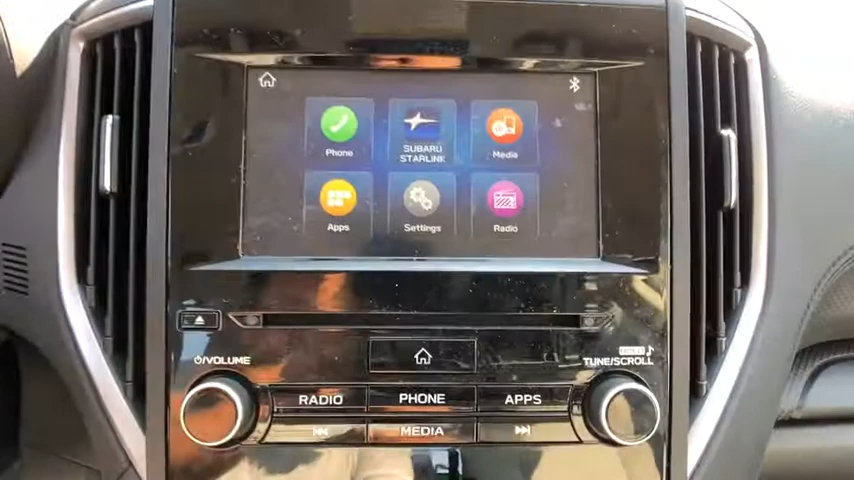 Phone
SUBARU
STARLINK
Media
Apps
Settings
Radio
VOLUME
TUNE/SCROLL
RADIO
PHONE
APPS
MEDIA